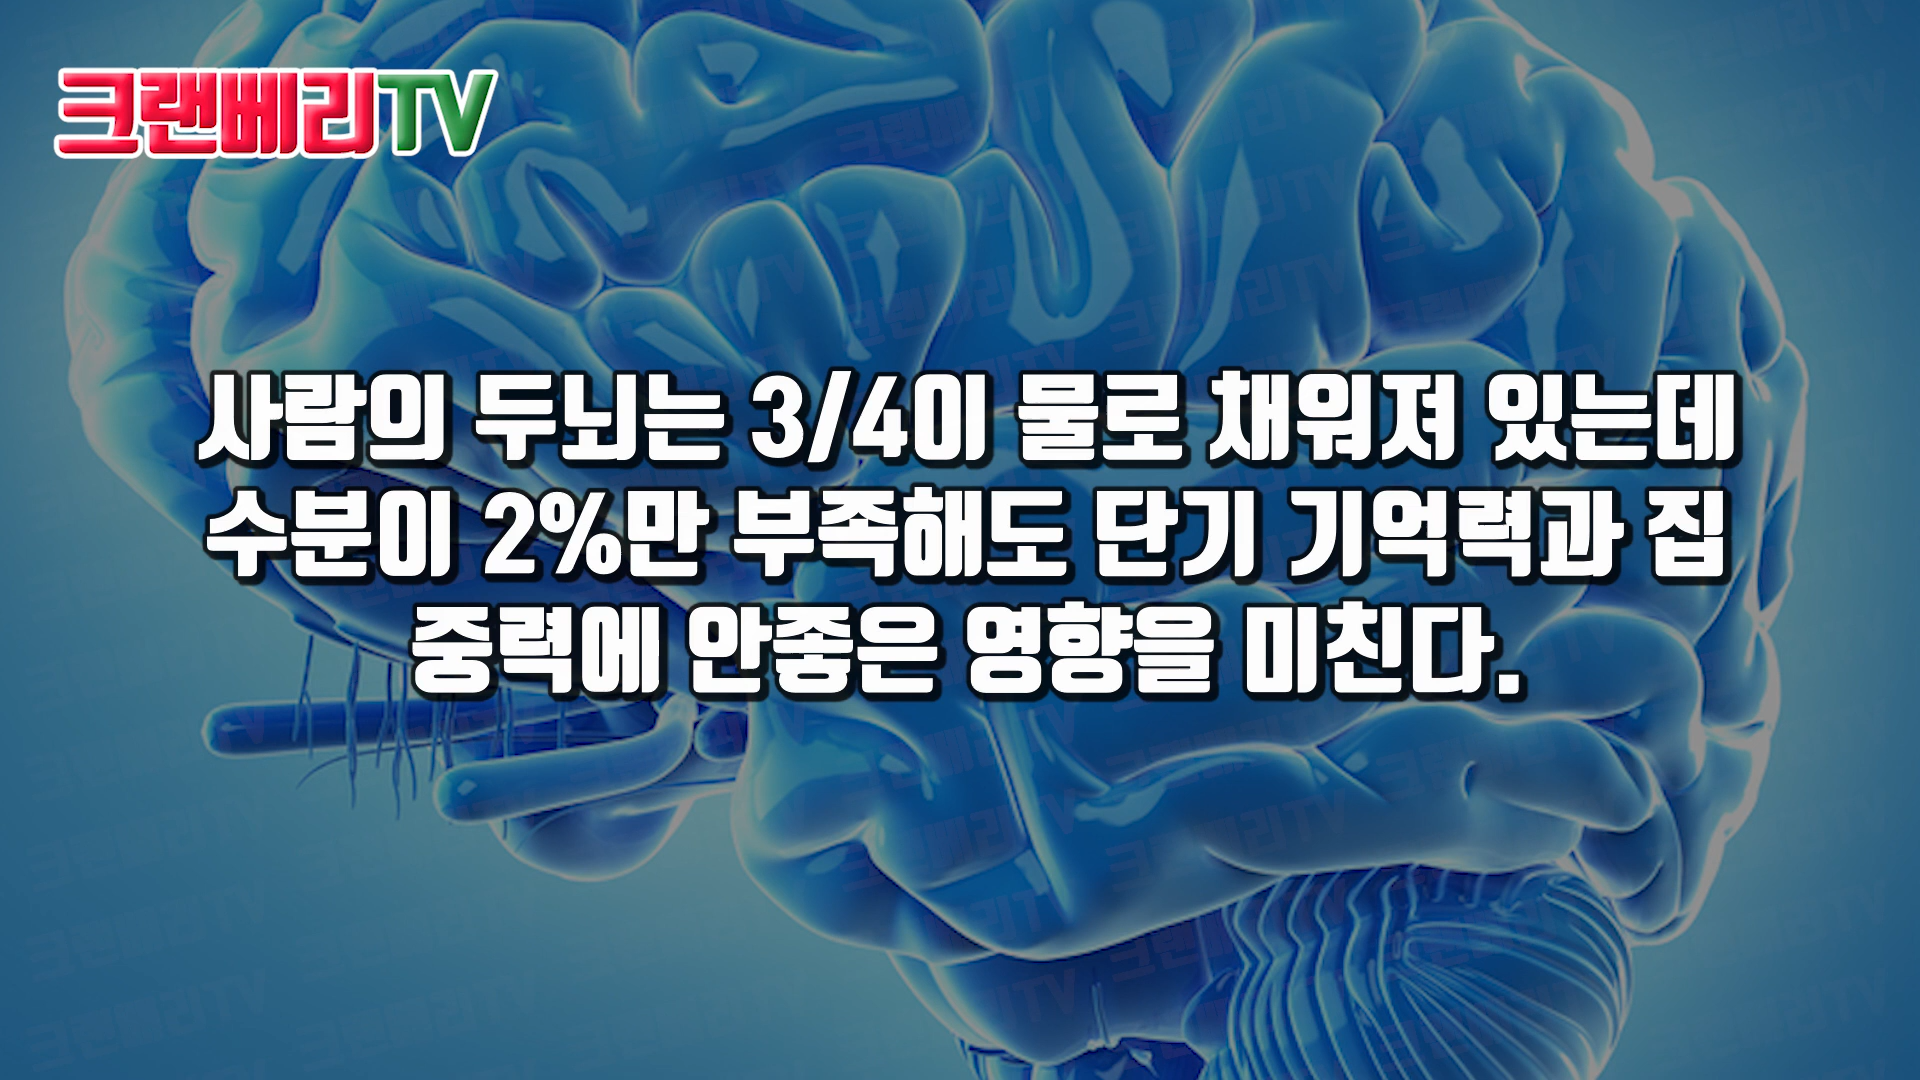 크랜베리TV
사람의 두뇌는 3/4이 물로 채워져 있는데
수분이 2%만 부족해도 단기 기억력과 집
중력에 안좋은 영향을 미친다.